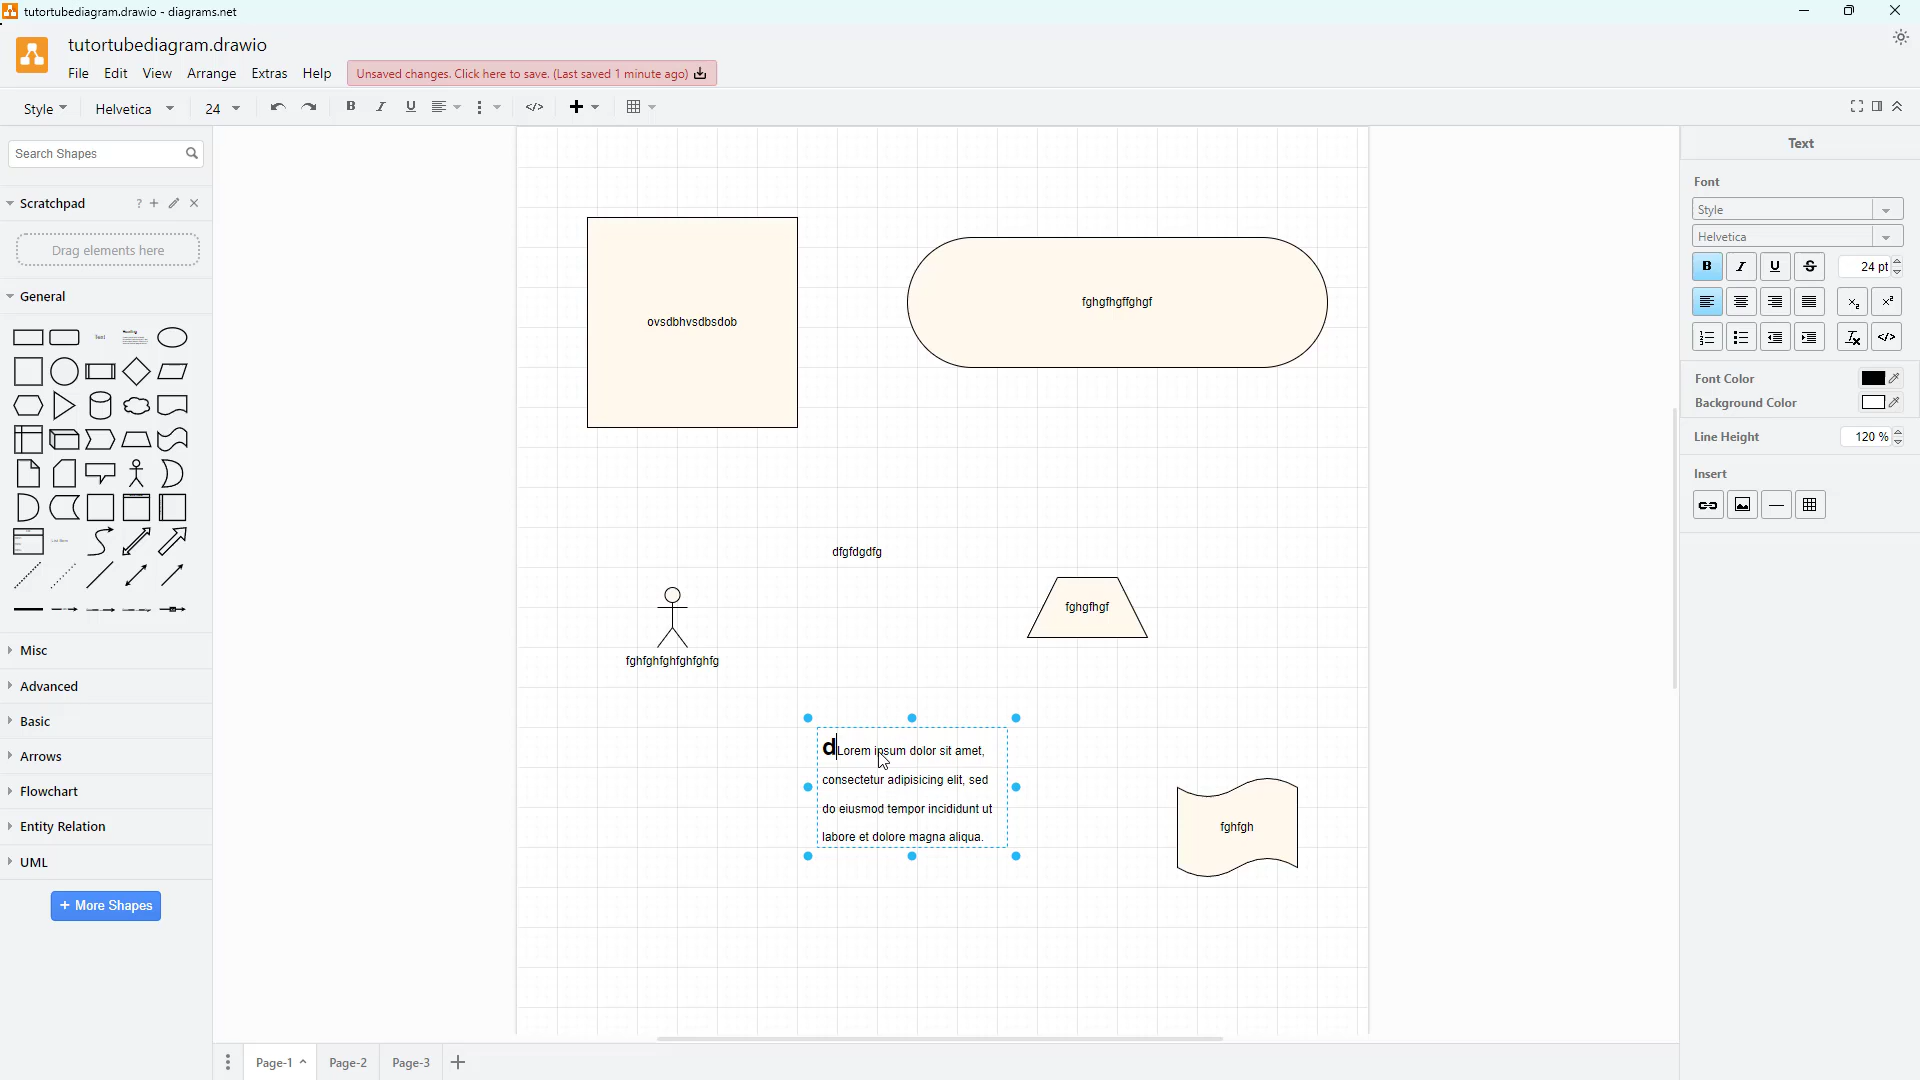 tutortubediagram.drawio - diagrams.net
tutortubediagram.drawio
File Edit View Arrange Extras Help
Unsaved changes. Click here to save. (Last saved 1 minute ago)
Style Helvetica 24 B I U </>
Search Shapes
Scratchpad ?
Drag elements here
General
Text
Heading
List Item
Misc
Advanced
Basic
Arrows
Flowchart
Entity Relation
UML
+ More Shapes
ovsdbhvsdbsdob
fghgfhgffghgf
dfgfdgdfg
fghgfhgf
fghfghfghfghfghfg
dLorem ipsum dolor sit amet,
consectetur adipisicing elit, sed
do eiusmod tempor incididunt ut
labore et dolore magna aliqua.
fghfgh
Page-1 Page-2 Page-3
Text
Font
Style
Helvetica
B I U S 24 pt
Font Color
Background Color
Line Height 120 %
Insert